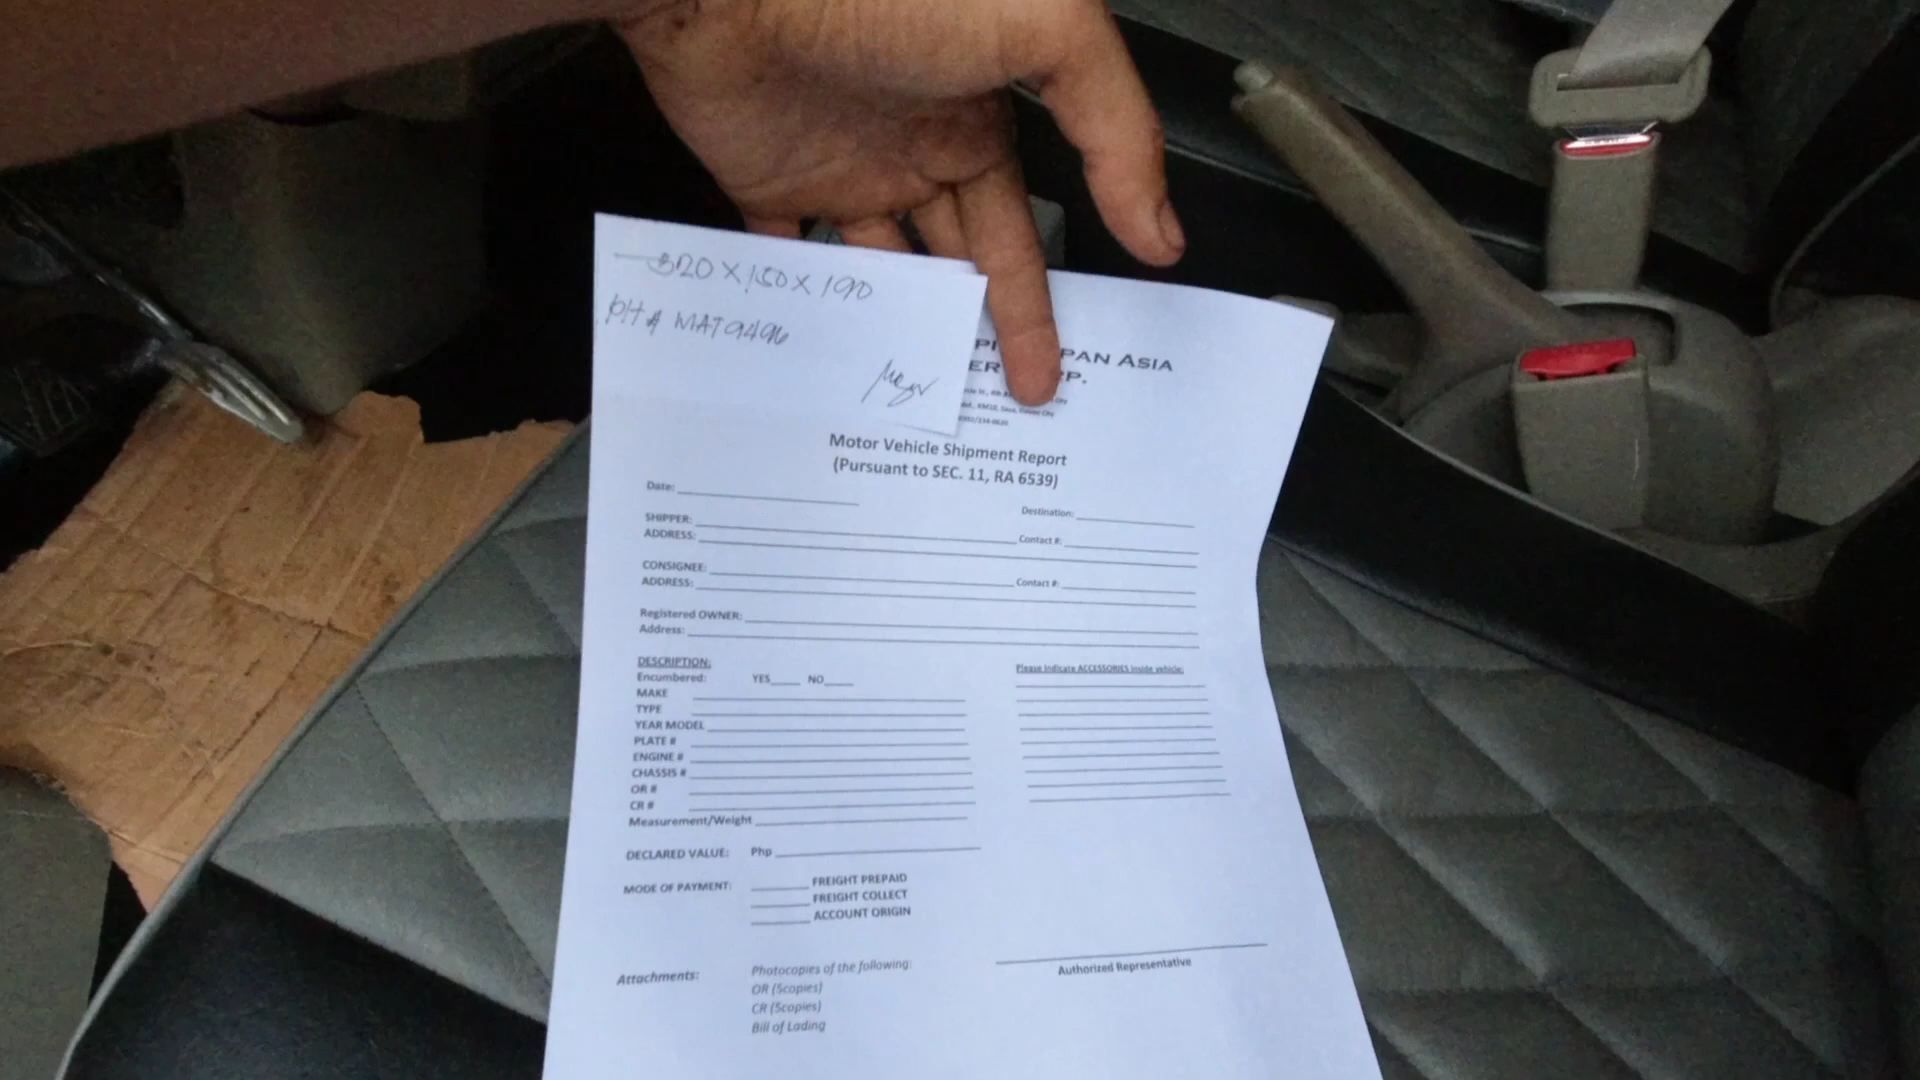 320 X 150 X 190
PH # MAT9496
PAN ASIA
Motor Vehicle Shipment Report
(Pursuant to SEC. 11, RA 6539)
Date:
Destination:
SHIPPER: Contact #:
ADDRESS:
CONSIGNEE: Contact #:
ADDRESS:
Registered OWNER:
Address:
DESCRIPTION:
Encumbered: YES NO
MAKE
TYPE
YEAR MODEL
PLATE #
ENGINE #
CHASSIS #
OR #
CR #
Measurement/Weight
Please Indicate ACCESSORIES inside vehicle:
DECLARED VALUE: Php
MODE OF PAYMENT: FREIGHT PREPAID
FREIGHT COLLECT
ACCOUNT ORIGIN
Attachments: Photocopies of the following:
OR (5copies)
CR (5copies)
Bill of Lading
Authorized Representative